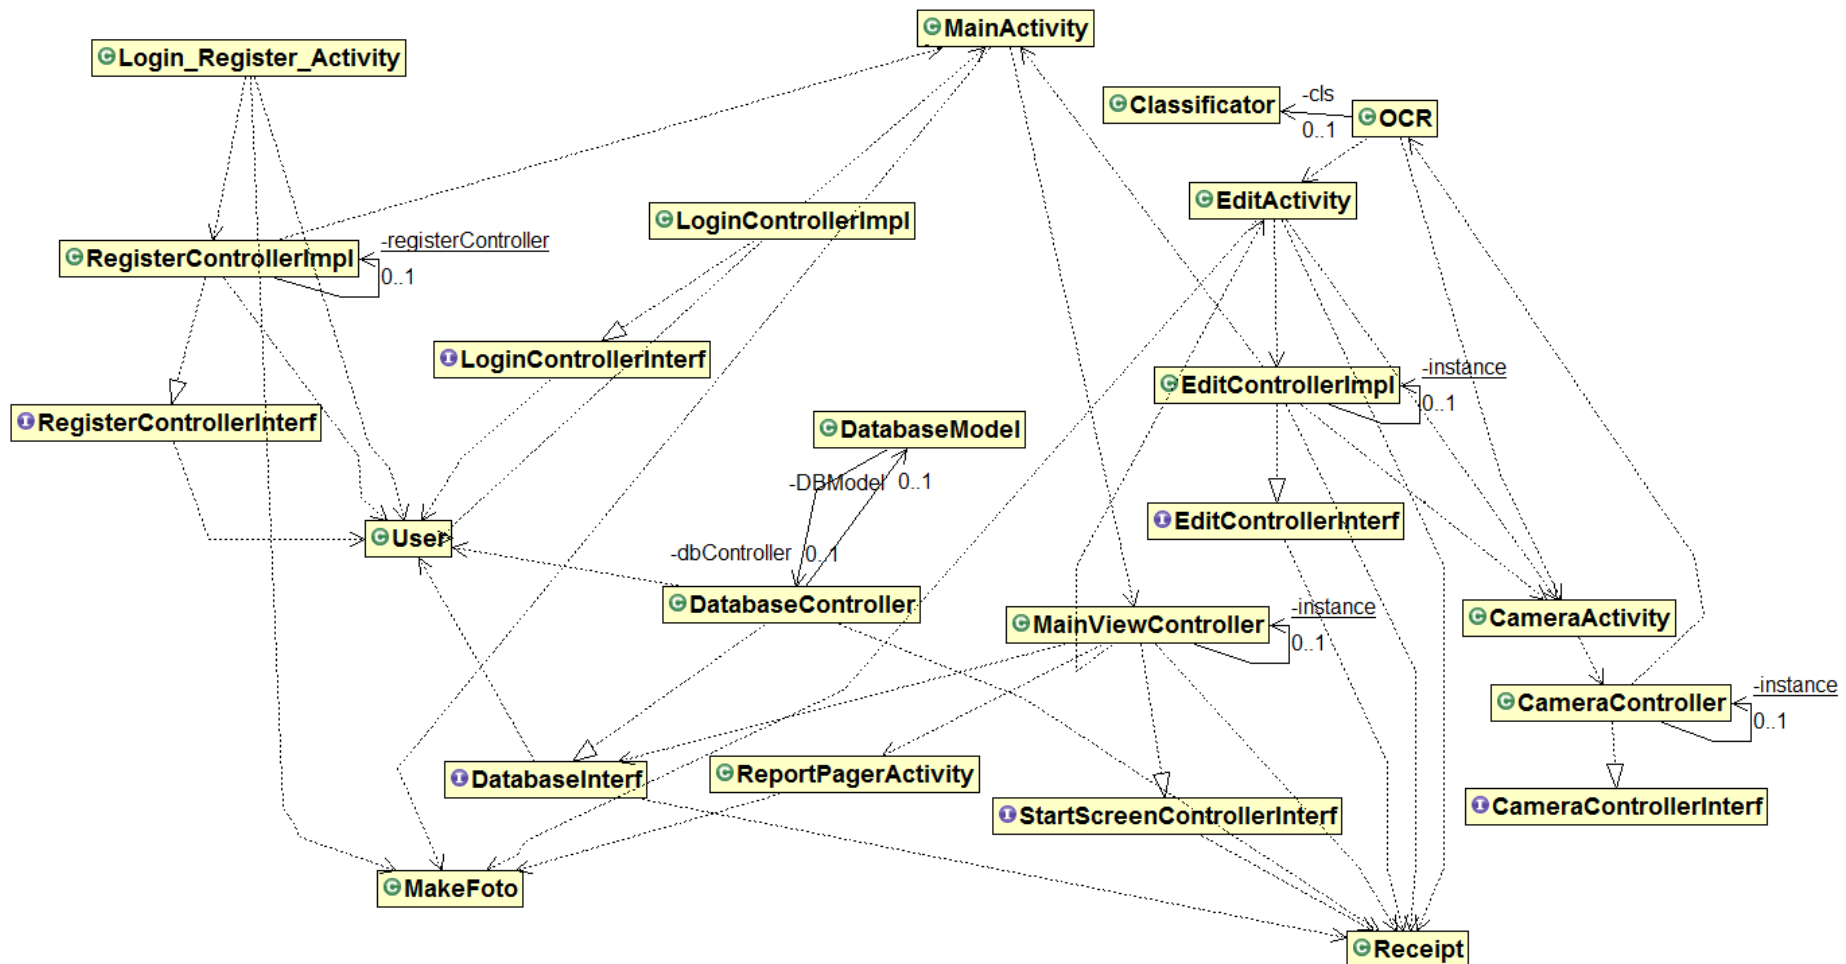 MainActivity
Login_Register_Activity
-cls
Classificator
OCR
0..1
EditActivity
LoginControllerImpl
-registerController
RegisterControllerImpl
0..1
LoginControllerInterf
-instance
EditControllerImpl
0..1
RegisterControllerInterf
DatabaseModel
-DBModel
0..1
EditControllerInterf
User
-dbController
0..1
DatabaseController
-instance
MainViewController
0..1
CameraActivity
-instance
CameraController
0..1
DatabaseInterf
ReportPagerActivity
StartScreenControllerInterf
CameraControllerInterf
MakeFoto
Receipt